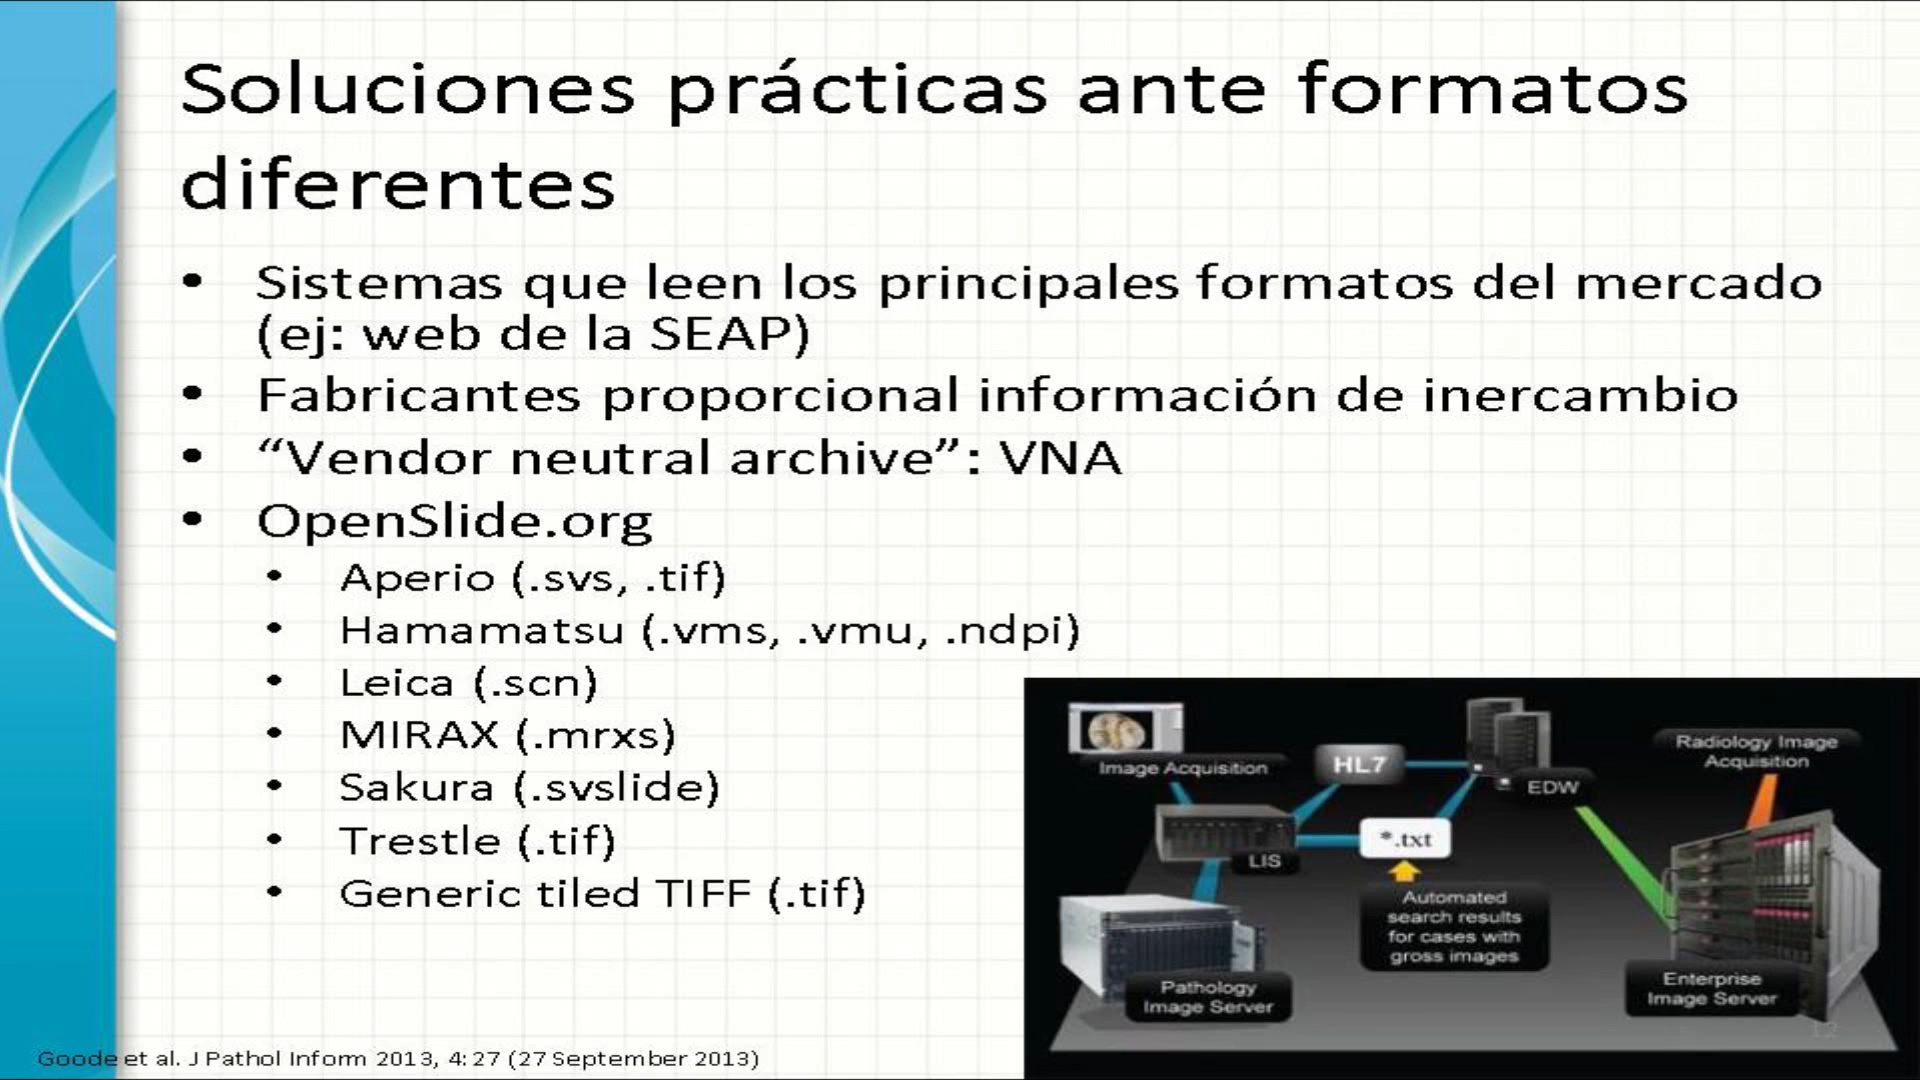 Soluciones prácticas ante formatos
diferentes
• Sistemas que leen los principales formatos del mercado
(ej: web de la SEAP)
• Fabricantes proporcional información de inercambio
• “Vendor neutral archive”: VNA
• OpenSlide.org
• Aperio (.svs, .tif)
• Hamamatsu (.vms, .vmu, .ndpi)
• Leica (.scn)
• MIRAX (.mrxs)
• Sakura (.svslide)
• Trestle (.tif)
• Generic tiled TIFF (.tif)
Image Acquisition
HL7
EDW
Radiology Image
Acquisition
LIS
*.txt
Automated
search results
for cases with
gross images
Pathology
Image Server
Enterprise
Image Server
12
Goode et al. J Pathol Inform 2013, 4:27 (27 September 2013)